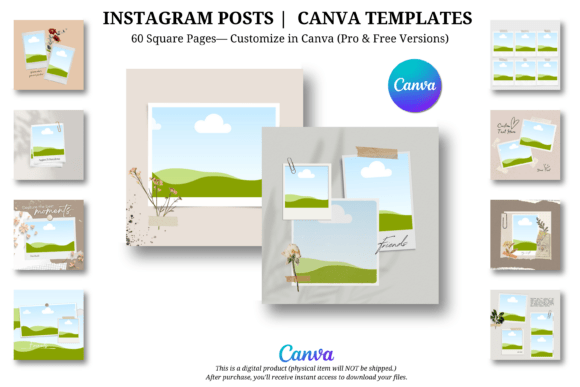 INSTAGRAM POSTS | CANVA TEMPLATES
60 Square Pages— Customize in Canva (Pro & Free Versions)
Canva
moments
Friends
Canva
This is a digital product (physical item will NOT be shipped.)
After purchase, you'll receive instant access to download your files.